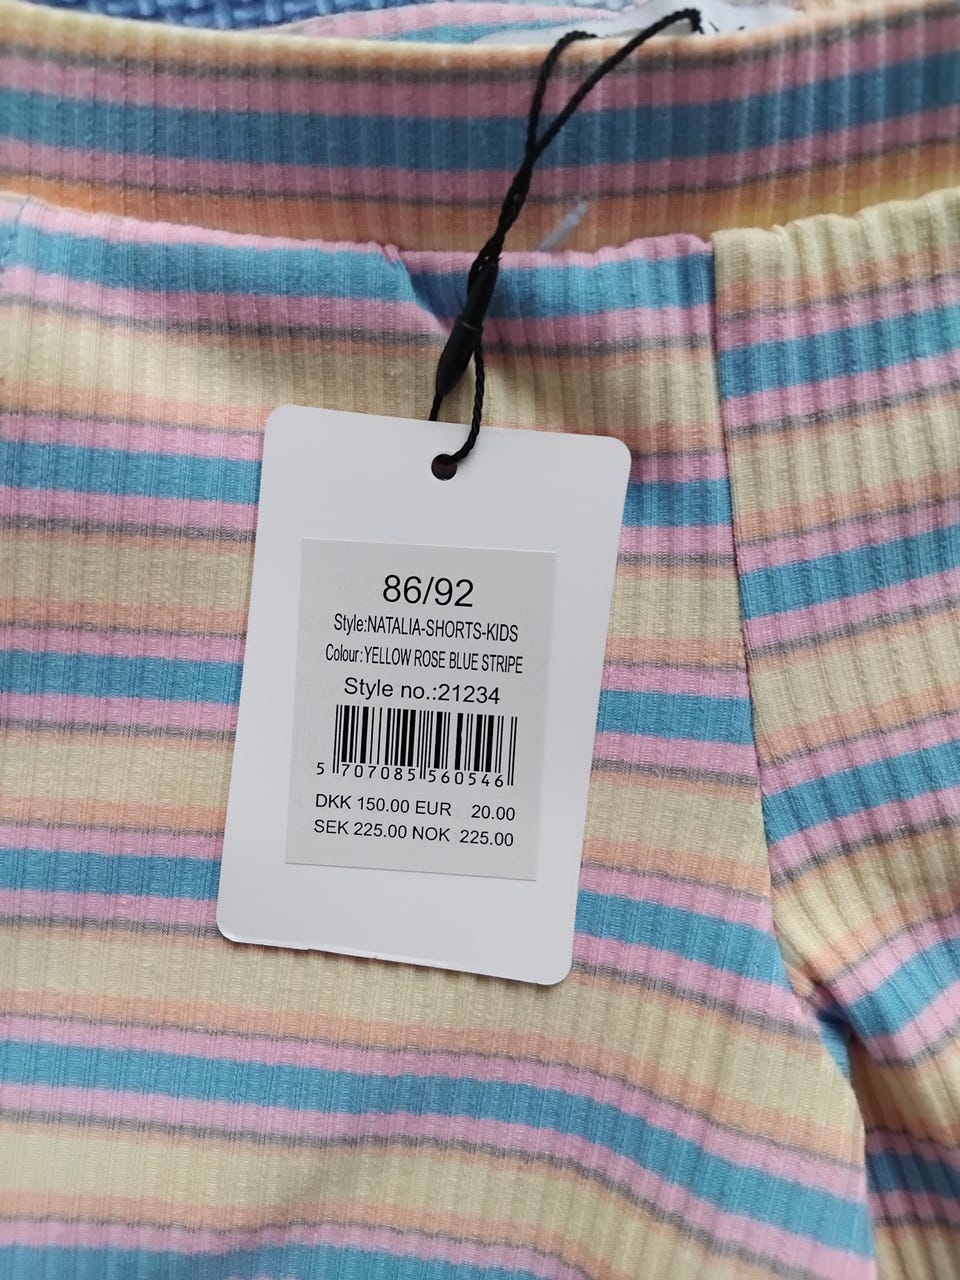 86/92
Style:NATALIA-SHORTS-KIDS
Colour:YELLOW ROSE BLUE STRIPE
Style no.:21234
5 707085 560546
DKK 150.00 EUR 20.00
SEK 225.00 NOK 225.00